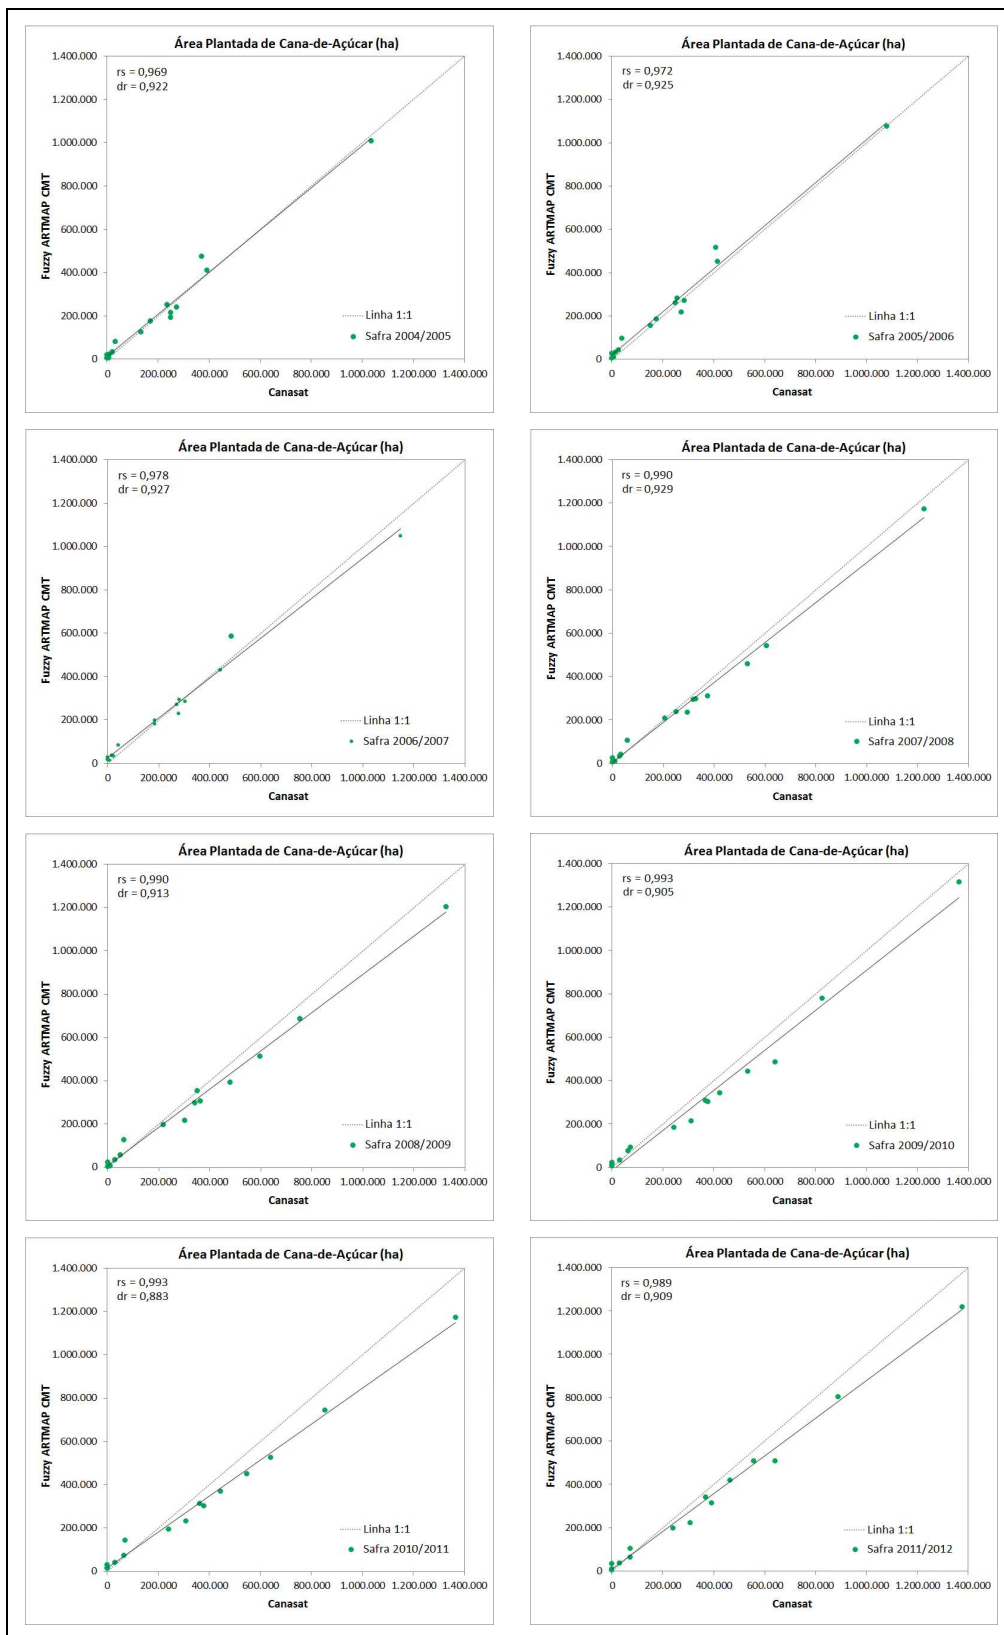 Área Plantada de Cana-de-Açúcar (ha)
rs = 0,969
dr = 0,922
1.400.000
1.200.000
1.000.000
800.000
600.000
400.000
200.000
0
Fuzzy ARTMAP CMT
Linha 1:1
Safra 2004/2005
0 200.000 400.000 600.000 800.000 1.000.000 1.200.000 1.400.000
Canasat
Área Plantada de Cana-de-Açúcar (ha)
rs = 0,972
dr = 0,925
1.400.000
1.200.000
1.000.000
800.000
600.000
400.000
200.000
0
Fuzzy ARTMAP CMT
Linha 1:1
Safra 2005/2006
0 200.000 400.000 600.000 800.000 1.000.000 1.200.000 1.400.000
Canasat
Área Plantada de Cana-de-Açúcar (ha)
rs = 0,978
dr = 0,927
1.400.000
1.200.000
1.000.000
800.000
600.000
400.000
200.000
0
Fuzzy ARTMAP CMT
Linha 1:1
Safra 2006/2007
0 200.000 400.000 600.000 800.000 1.000.000 1.200.000 1.400.000
Canasat
Área Plantada de Cana-de-Açúcar (ha)
rs = 0,990
dr = 0,929
1.400.000
1.200.000
1.000.000
800.000
600.000
400.000
200.000
0
Fuzzy ARTMAP CMT
Linha 1:1
Safra 2007/2008
0 200.000 400.000 600.000 800.000 1.000.000 1.200.000 1.400.000
Canasat
Área Plantada de Cana-de-Açúcar (ha)
rs = 0,990
dr = 0,913
1.400.000
1.200.000
1.000.000
800.000
600.000
400.000
200.000
0
Fuzzy ARTMAP CMT
Linha 1:1
Safra 2008/2009
0 200.000 400.000 600.000 800.000 1.000.000 1.200.000 1.400.000
Canasat
Área Plantada de Cana-de-Açúcar (ha)
rs = 0,993
dr = 0,905
1.400.000
1.200.000
1.000.000
800.000
600.000
400.000
200.000
0
Fuzzy ARTMAP CMT
Linha 1:1
Safra 2009/2010
0 200.000 400.000 600.000 800.000 1.000.000 1.200.000 1.400.000
Canasat
Área Plantada de Cana-de-Açúcar (ha)
rs = 0,993
dr = 0,883
1.400.000
1.200.000
1.000.000
800.000
600.000
400.000
200.000
0
Fuzzy ARTMAP CMT
Linha 1:1
Safra 2010/2011
0 200.000 400.000 600.000 800.000 1.000.000 1.200.000 1.400.000
Canasat
Área Plantada de Cana-de-Açúcar (ha)
rs = 0,989
dr = 0,909
1.400.000
1.200.000
1.000.000
800.000
600.000
400.000
200.000
0
Fuzzy ARTMAP CMT
Linha 1:1
Safra 2011/2012
0 200.000 400.000 600.000 800.000 1.000.000 1.200.000 1.400.000
Canasat